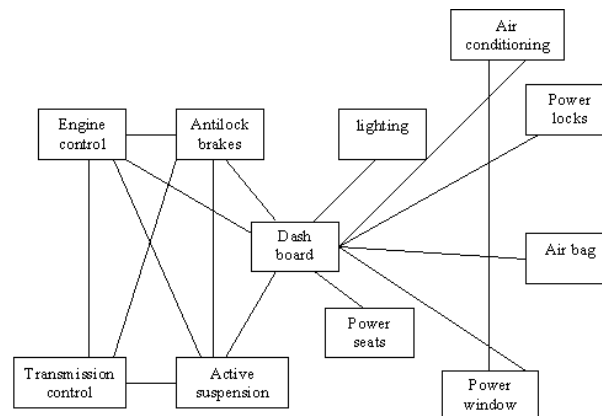 Air
conditioning
Power
locks
Engine
control
Antilock
brakes
lighting
Dash
board
Air bag
Power
seats
Transmission
control
Active
suspension
Power
window